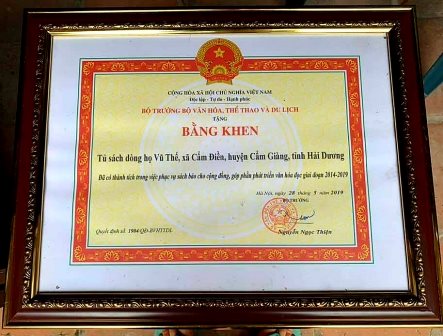 CỘNG HÒA XÃ HỘI CHỦ NGHĨA VIỆT NAM
Độc lập - Tự do - Hạnh phúc
BỘ TRƯỞNG BỘ VĂN HÓA, THỂ THAO VÀ DU LỊCH
TẶNG
BẰNG KHEN
Tủ sách dòng họ Vũ Thế, xã Cẩm Điền, huyện Cẩm Giàng, tỉnh Hải Dương
Đã có thành tích trong việc phục vụ sách báo cho cộng đồng, góp phần phát triển văn hóa đọc giai đoạn 2014-2019
Hà Nội, ngày 28 tháng 5 năm 2019
BỘ TRƯỞNG
Quyết định số: 1904/QĐ-BVHTTDL
Nguyễn Ngọc Thiện